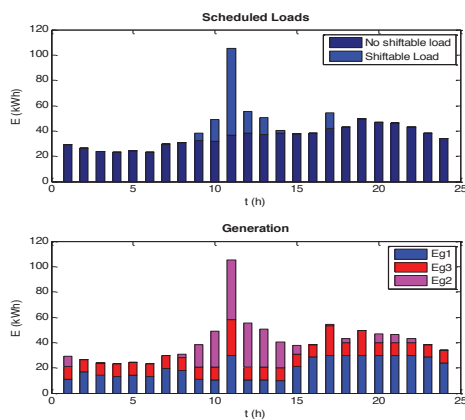 Scheduled Loads
120
100
80
60
40
20
0
E (kWh)
No shiftable load
Shiftable Load
0
5
10
15
20
25
t (h)
Generation
120
100
80
60
40
20
0
E (kWh)
Eg1
Eg3
Eg2
0
5
10
15
20
25
t (h)